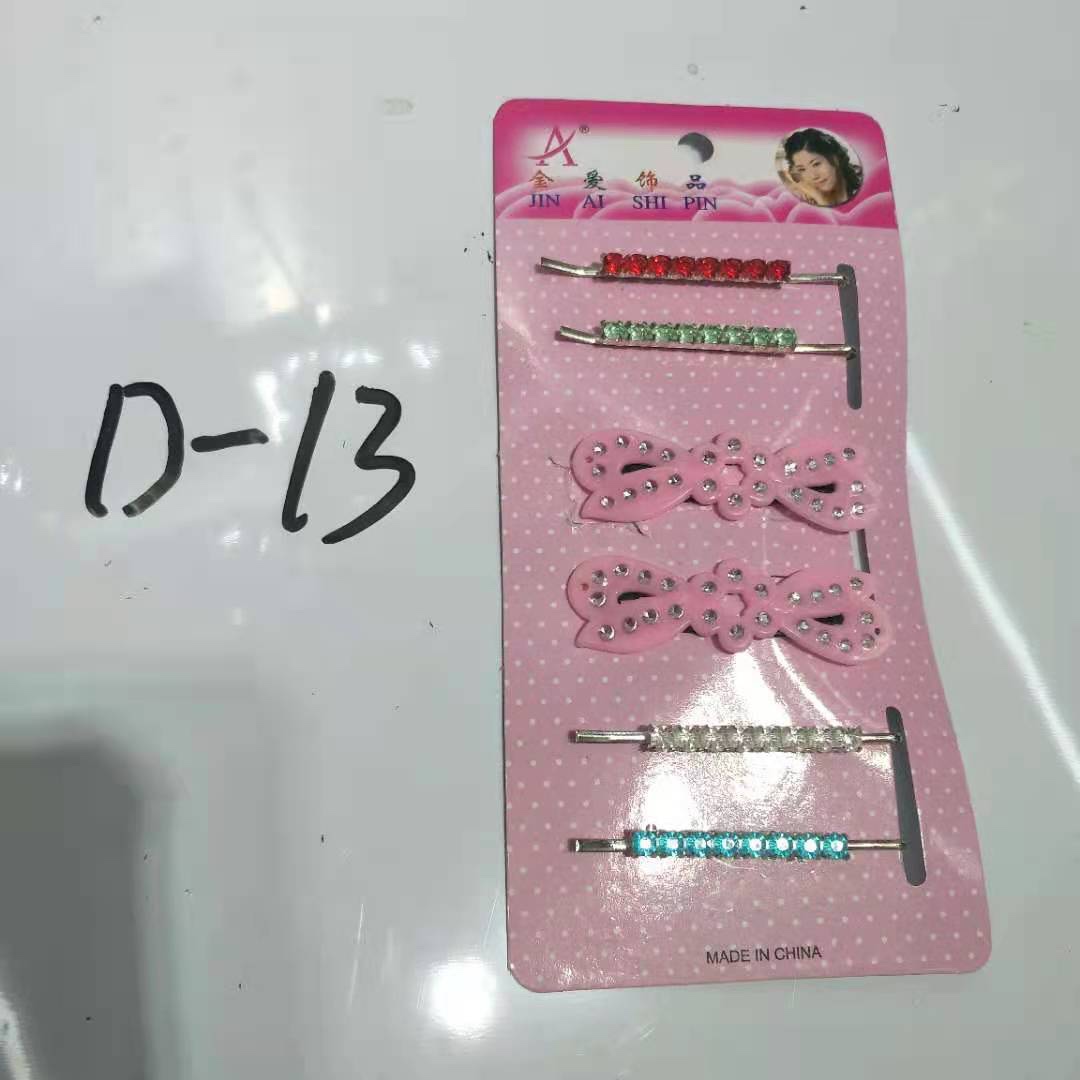 A®
金 爱 饰 品
JIN AI SHI PIN
D-13
MADE IN CHINA